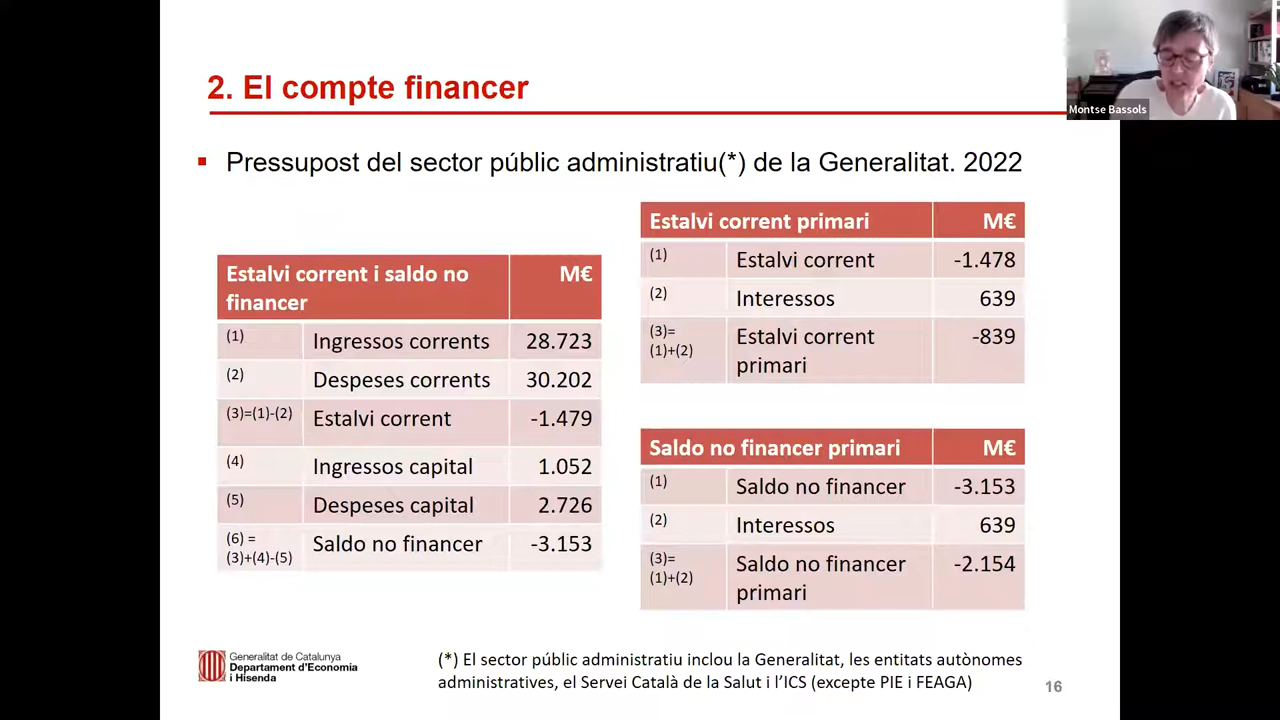 2. El compte financer
Montse Bassols
▪ Pressupost del sector públic administratiu(*) de la Generalitat. 2022
Estalvi corrent i saldo no financer M€
(1) Ingressos corrents 28.723
(2) Despeses corrents 30.202
(3)=(1)-(2) Estalvi corrent -1.479
(4) Ingressos capital 1.052
(5) Despeses capital 2.726
(6) = (3)+(4)-(5) Saldo no financer -3.153
Estalvi corrent primari M€
(1) Estalvi corrent -1.478
(2) Interessos 639
(3)= (1)+(2) Estalvi corrent primari -839
Saldo no financer primari M€
(1) Saldo no financer -3.153
(2) Interessos 639
(3)= (1)+(2) Saldo no financer primari -2.154
Generalitat de Catalunya
Departament d'Economia
i Hisenda
(*) El sector públic administratiu inclou la Generalitat, les entitats autònomes
administratives, el Servei Català de la Salut i l'ICS (excepte PIE i FEAGA)
16